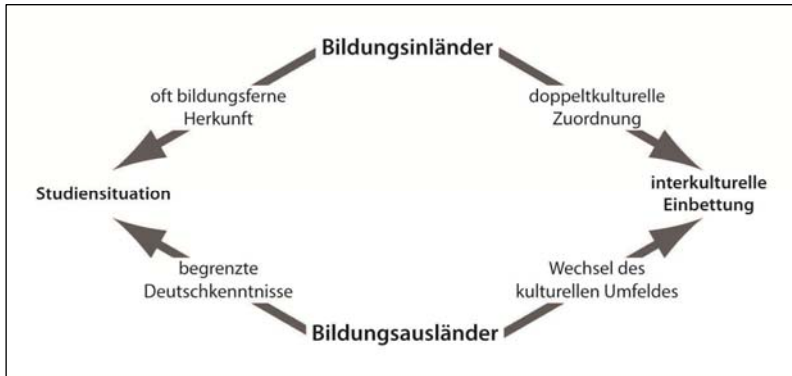 Bildungsinländer
oft bildungsferne
Herkunft
doppeltkulturelle
Zuordnung
Studiensituation
interkulturelle
Einbettung
begrenzte
Deutschkenntnisse
Wechsel des
kulturellen Umfeldes
Bildungsausländer